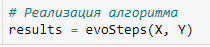 # Реализация алгоритма
results = evoSteps(X, Y)